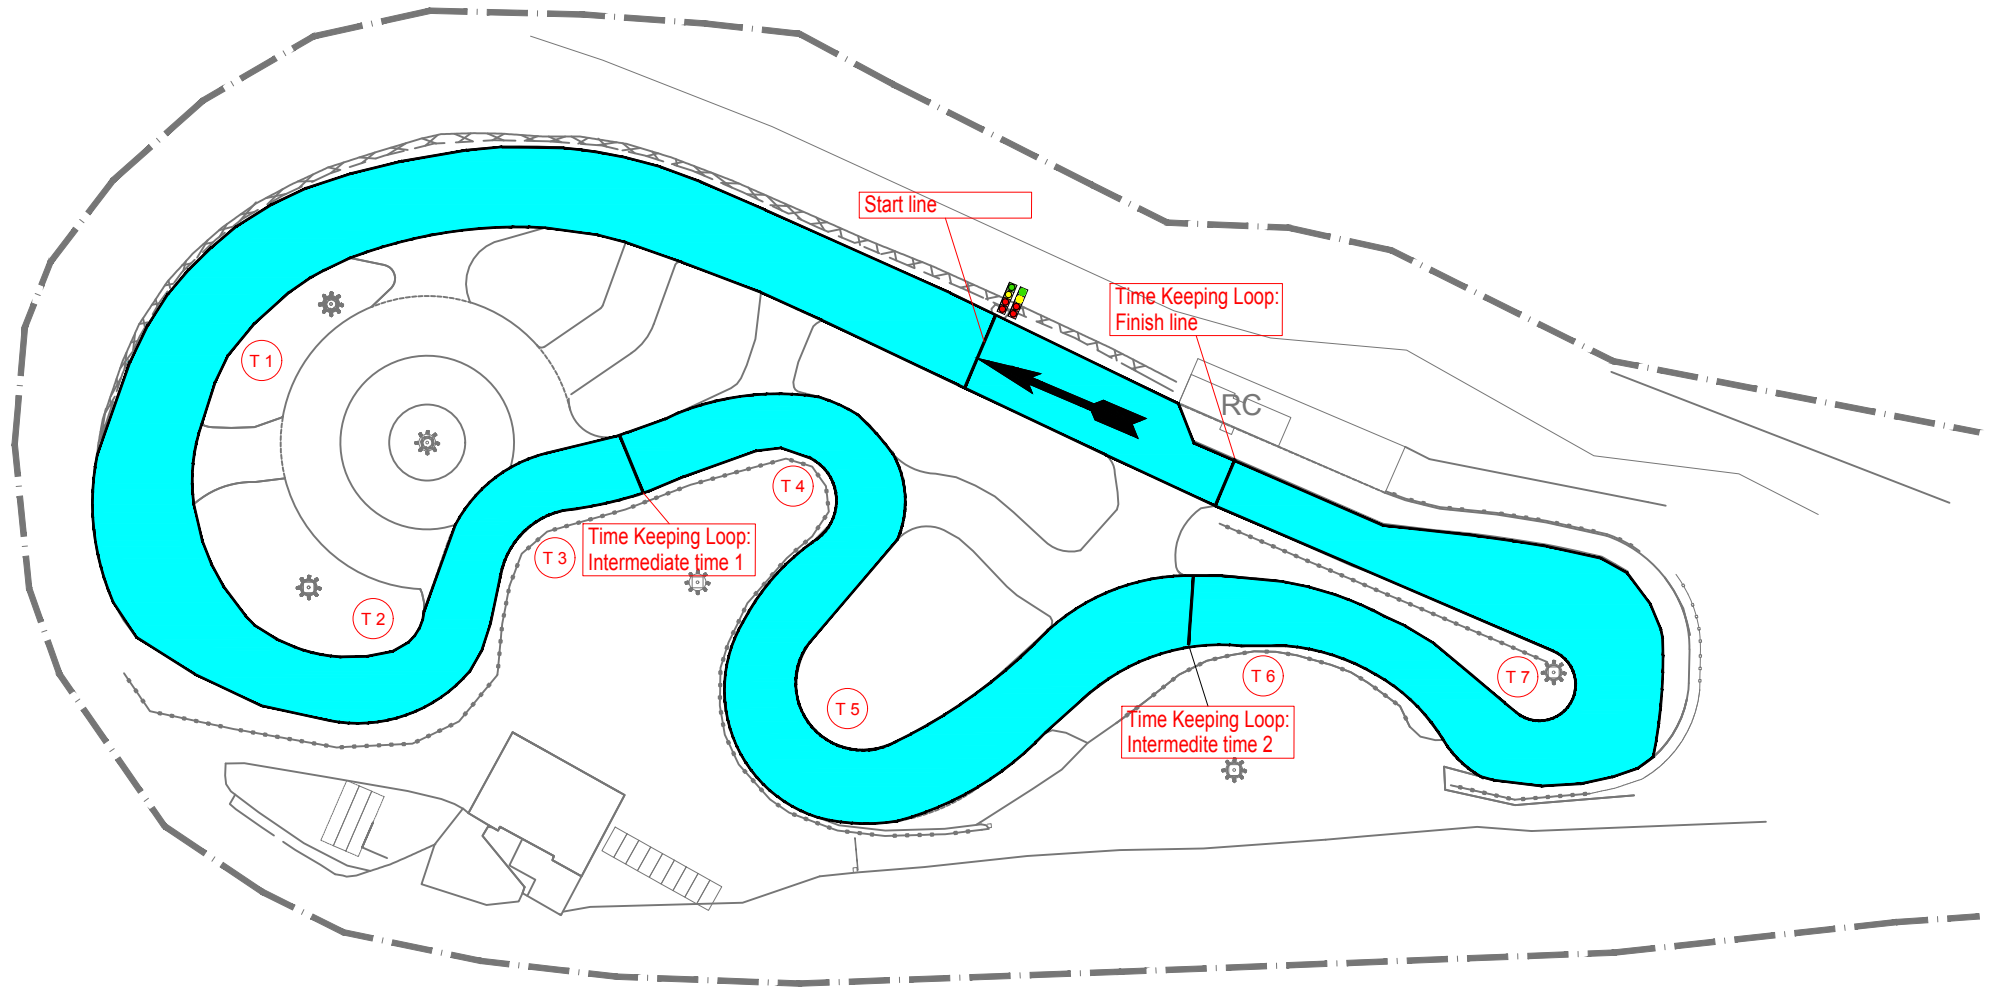 Start line
Time Keeping Loop:
Finish line
RC
T 1
T 4
Time Keeping Loop:
Intermediate time 1
T 3
T 2
T 6
T 7
T 5
Time Keeping Loop:
Intermedite time 2